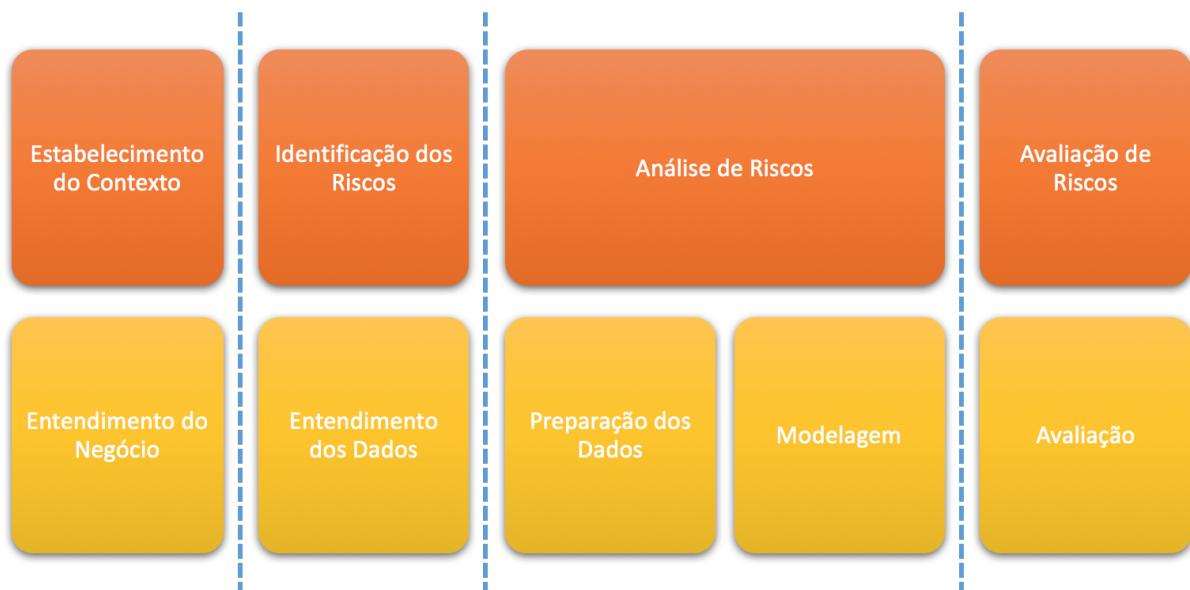 Estabelecimento
do Contexto
Identificação dos
Riscos
Análise de Riscos
Avaliação de
Riscos
Entendimento do
Negócio
Entendimento
dos Dados
Preparação dos
Dados
Modelagem
Avaliação